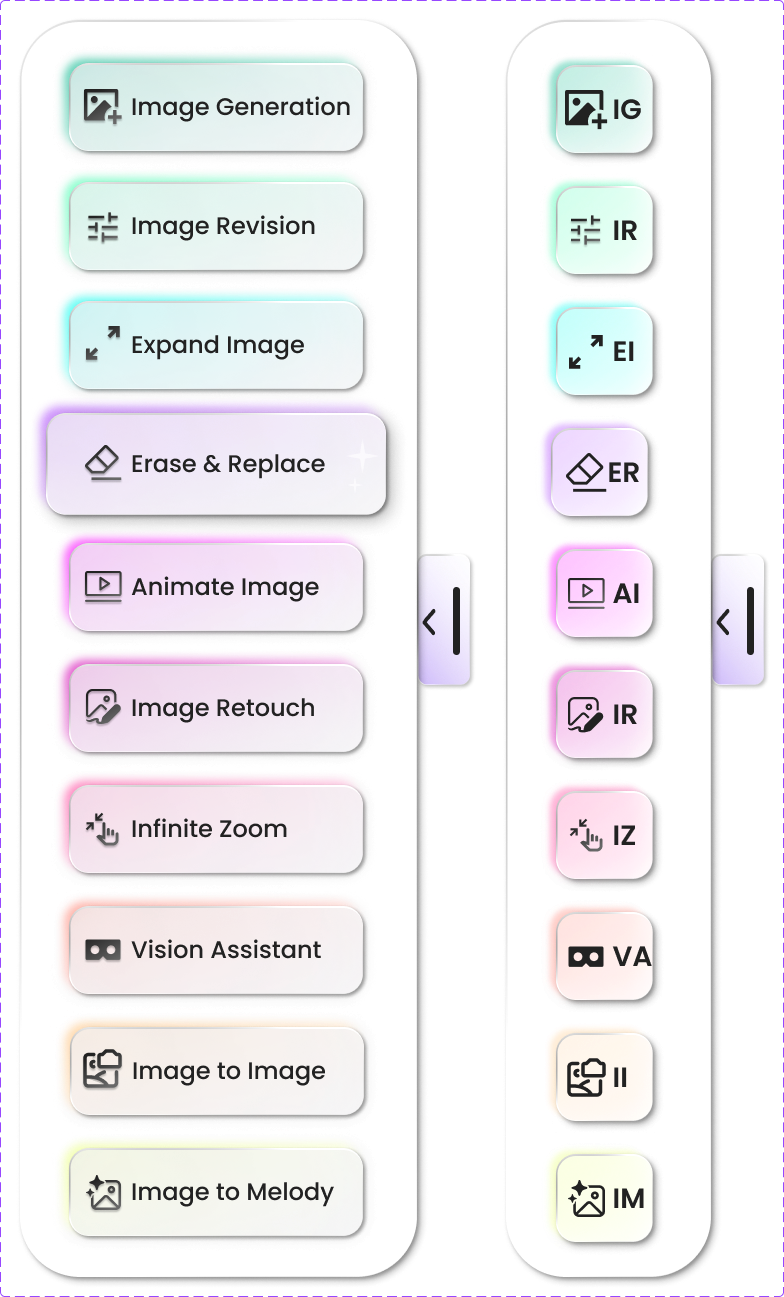 Image Generation
Image Revision
Expand Image
Erase & Replace
Animate Image
Image Retouch
Infinite Zoom
Vision Assistant
Image to Image
Image to Melody
IG
IR
EI
ER
AI
IR
IZ
VA
II
IM